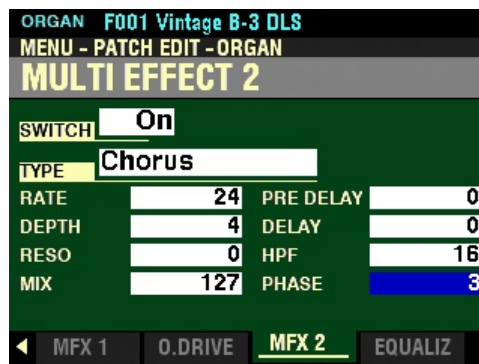 ORGAN F001 Vintage B-3 DLS
MENU - PATCH EDIT - ORGAN
MULTI EFFECT 2
SWITCH On
TYPE Chorus
RATE 24 PRE DELAY 0
DEPTH 4 DELAY 0
RESO 0 HPF 16
MIX 127 PHASE 3
MFX 1 O.DRIVE MFX 2 EQUALIZ